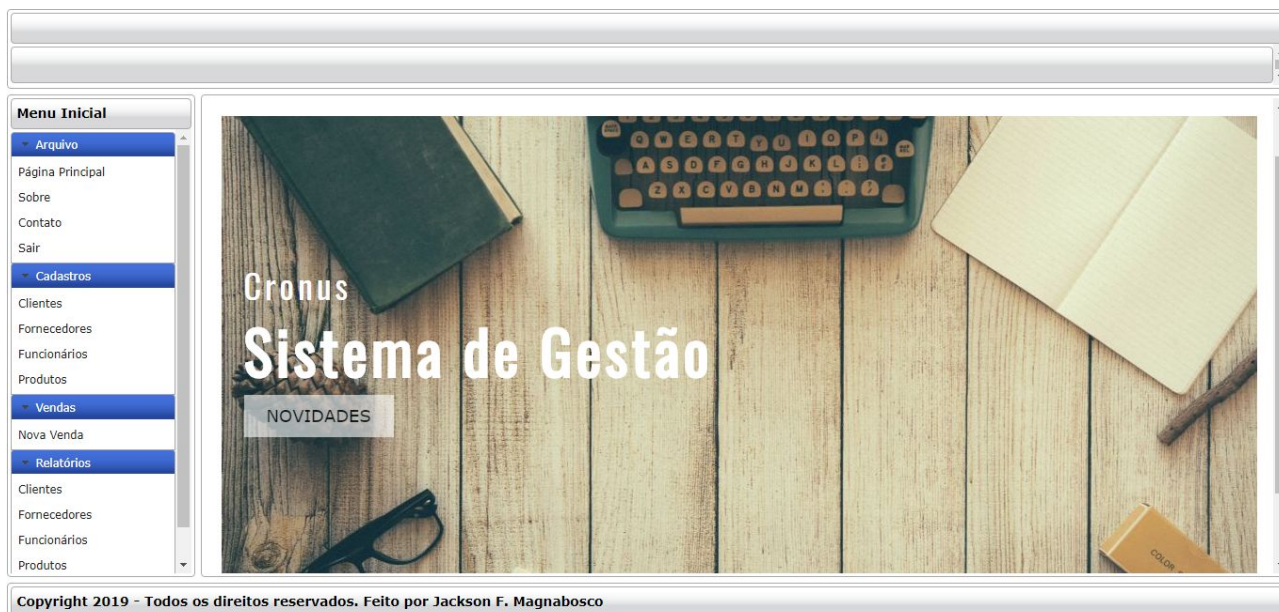 Menu Inicial
Arquivo
Página Principal
Sobre
Contato
Sair
Cadastros
Clientes
Fornecedores
Funcionários
Produtos
Vendas
Nova Venda
Relatórios
Clientes
Fornecedores
Funcionários
Produtos
Q W E R T Y U I O P
A S D F G H J K L
Z X C V B N M
Cronus
Sistema de Gestão
NOVIDADES
COLOR
Copyright 2019 - Todos os direitos reservados. Feito por Jackson F. Magnabosco